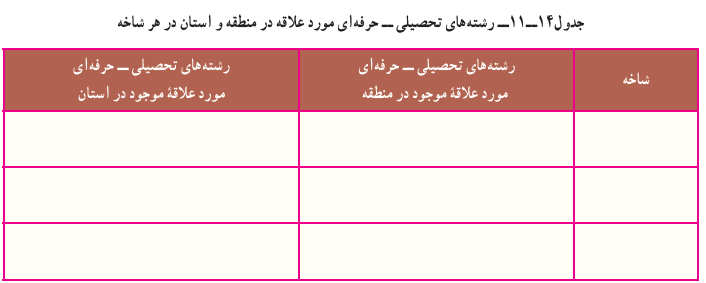 جدول۱۴ــ۱۱ــ رشته‌های تحصیلی ــ حرفه‌ای مورد علاقه در منطقه و استان در هر شاخه
شاخه
رشته‌های تحصیلی ــ حرفه‌ای
مورد علاقهٔ موجود در منطقه
رشته‌های تحصیلی ــ حرفه‌ای
مورد علاقهٔ موجود در استان